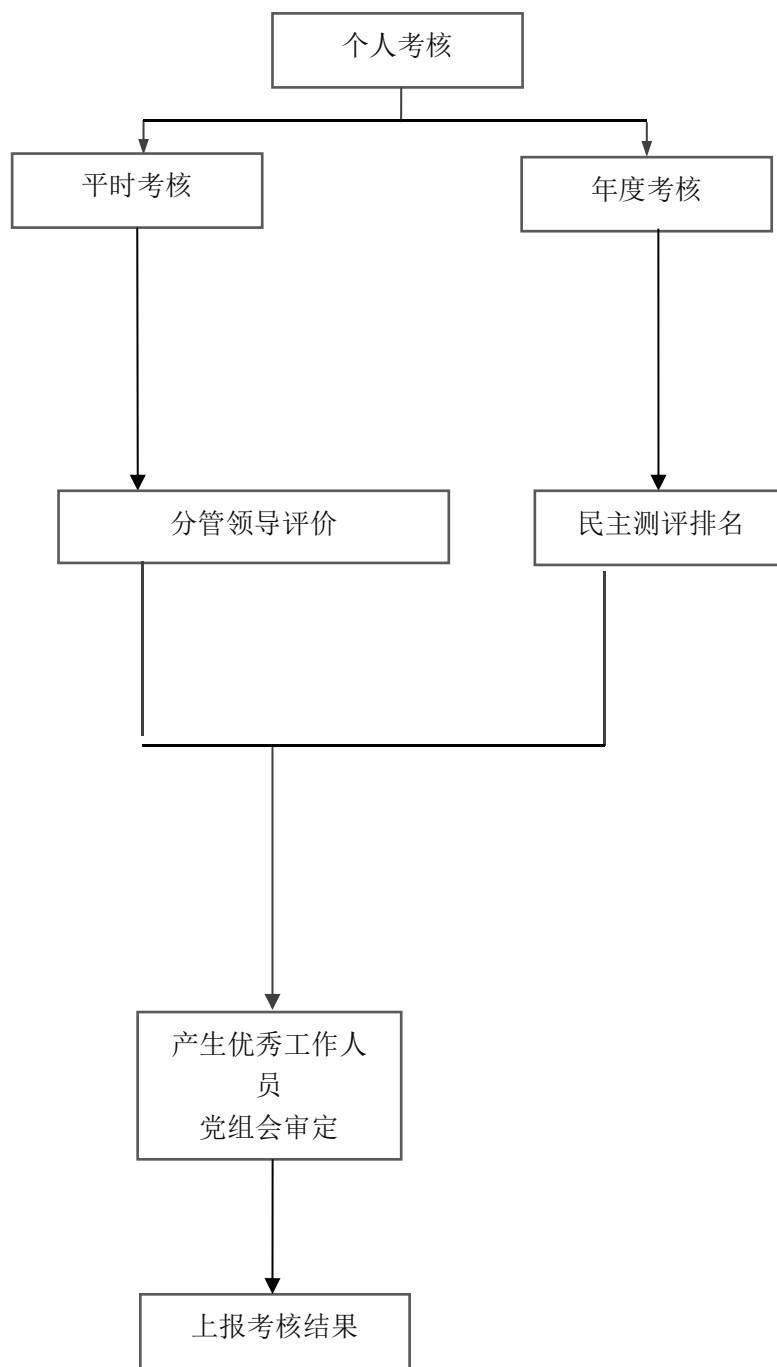 个人考核
平时考核
年度考核
分管领导评价
民主测评排名
产生优秀工作人
员
党组会审定
上报考核结果